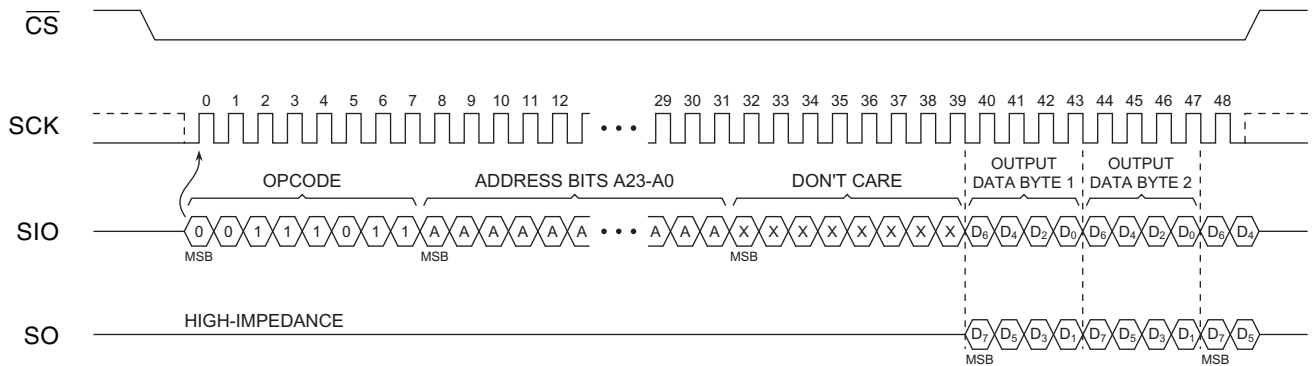 CS
0 1 2 3 4 5 6 7 8 9 10 11 12 29 30 31 32 33 34 35 36 37 38 39 40 41 42 43 44 45 46 47 48
SCK
OPCODE ADDRESS BITS A23-A0 DON'T CARE OUTPUT DATA BYTE 1 OUTPUT DATA BYTE 2
SIO 0 0 1 1 1 0 1 1 A A A A A A A A A X X X X X X X X D6 D4 D2 D0 D6 D4 D2 D0 D6 D4
MSB MSB MSB
HIGH-IMPEDANCE
SO D7 D5 D3 D1 D7 D5 D3 D1 D7 D5
MSB MSB